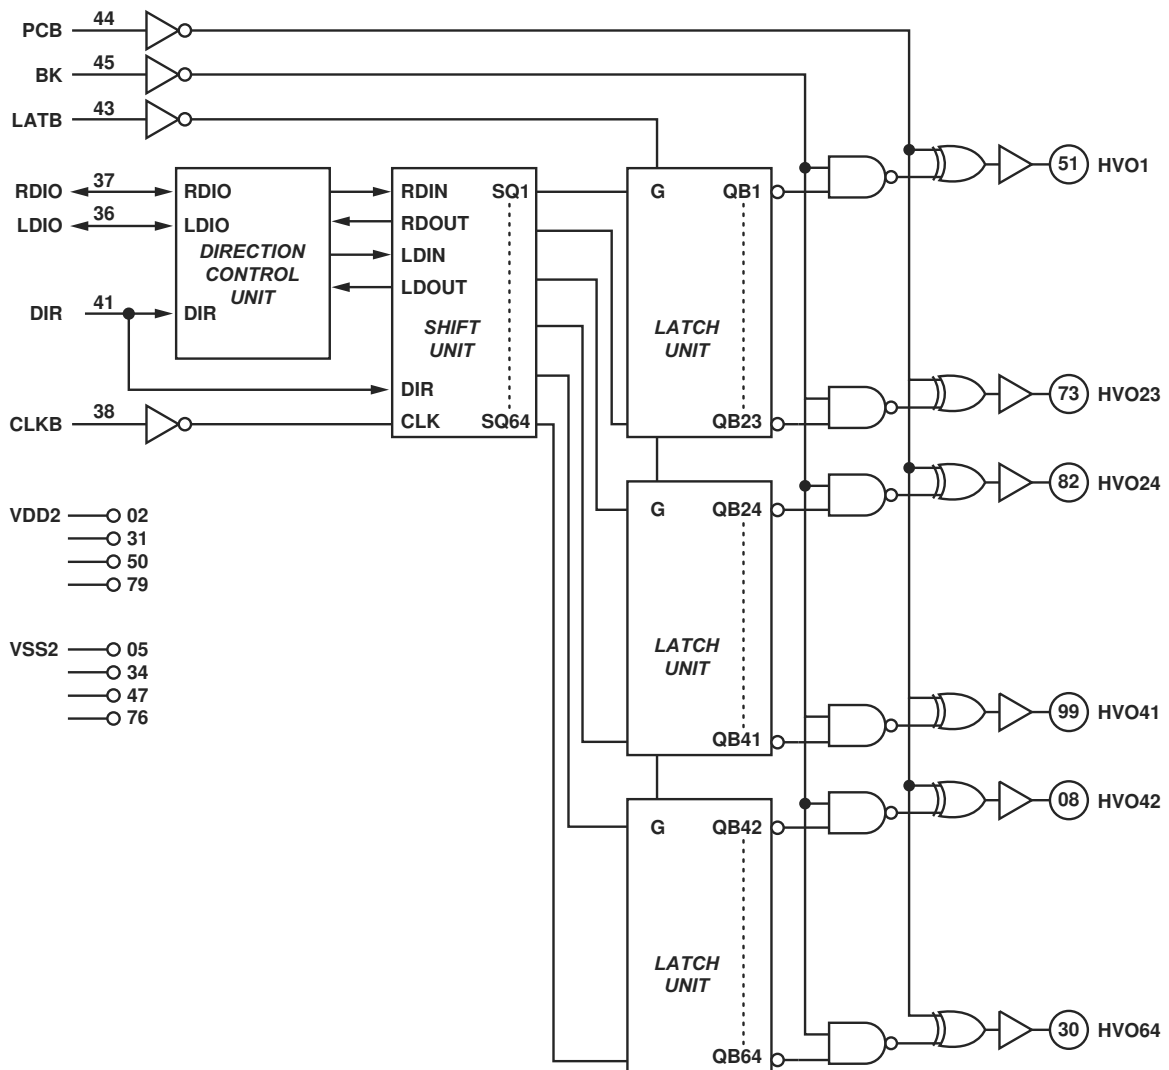 PCB 44
BK 45
LATB 43
51 HVO1
RDIO 37 RDIO RDIN SQ1 G QB1
RDOUT
LDIO 36 LDIO
DIRECTION
CONTROL
UNIT
LDIN
LDOUT
DIR 41 DIR
SHIFT
UNIT
LATCH
UNIT
DIR
73 HVO23
CLKB 38 CLK SQ64 QB23
82 HVO24
G QB24
VDD2 02
31
50
79
VSS2 05
34
47
76
LATCH
UNIT
99 HVO41
QB41
08 HVO42
G QB42
LATCH
UNIT
30 HVO64
QB64